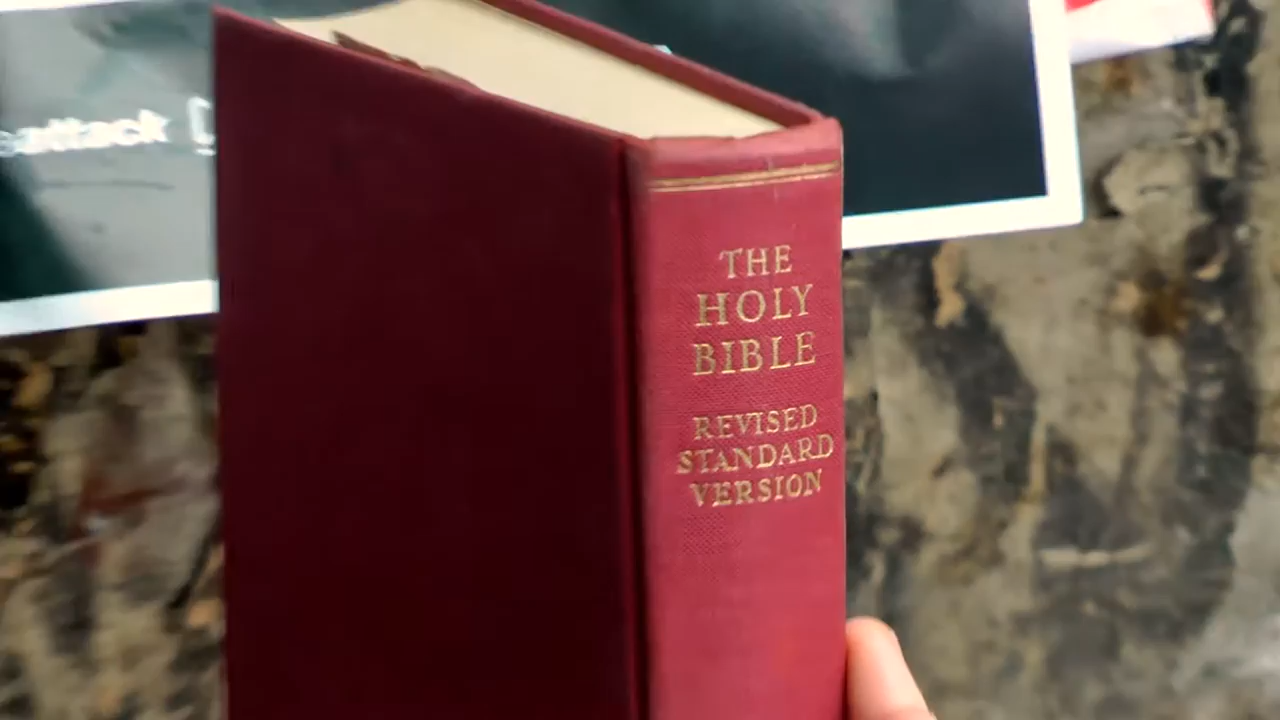 THE
HOLY
BIBLE
REVISED
STANDARD
VERSION